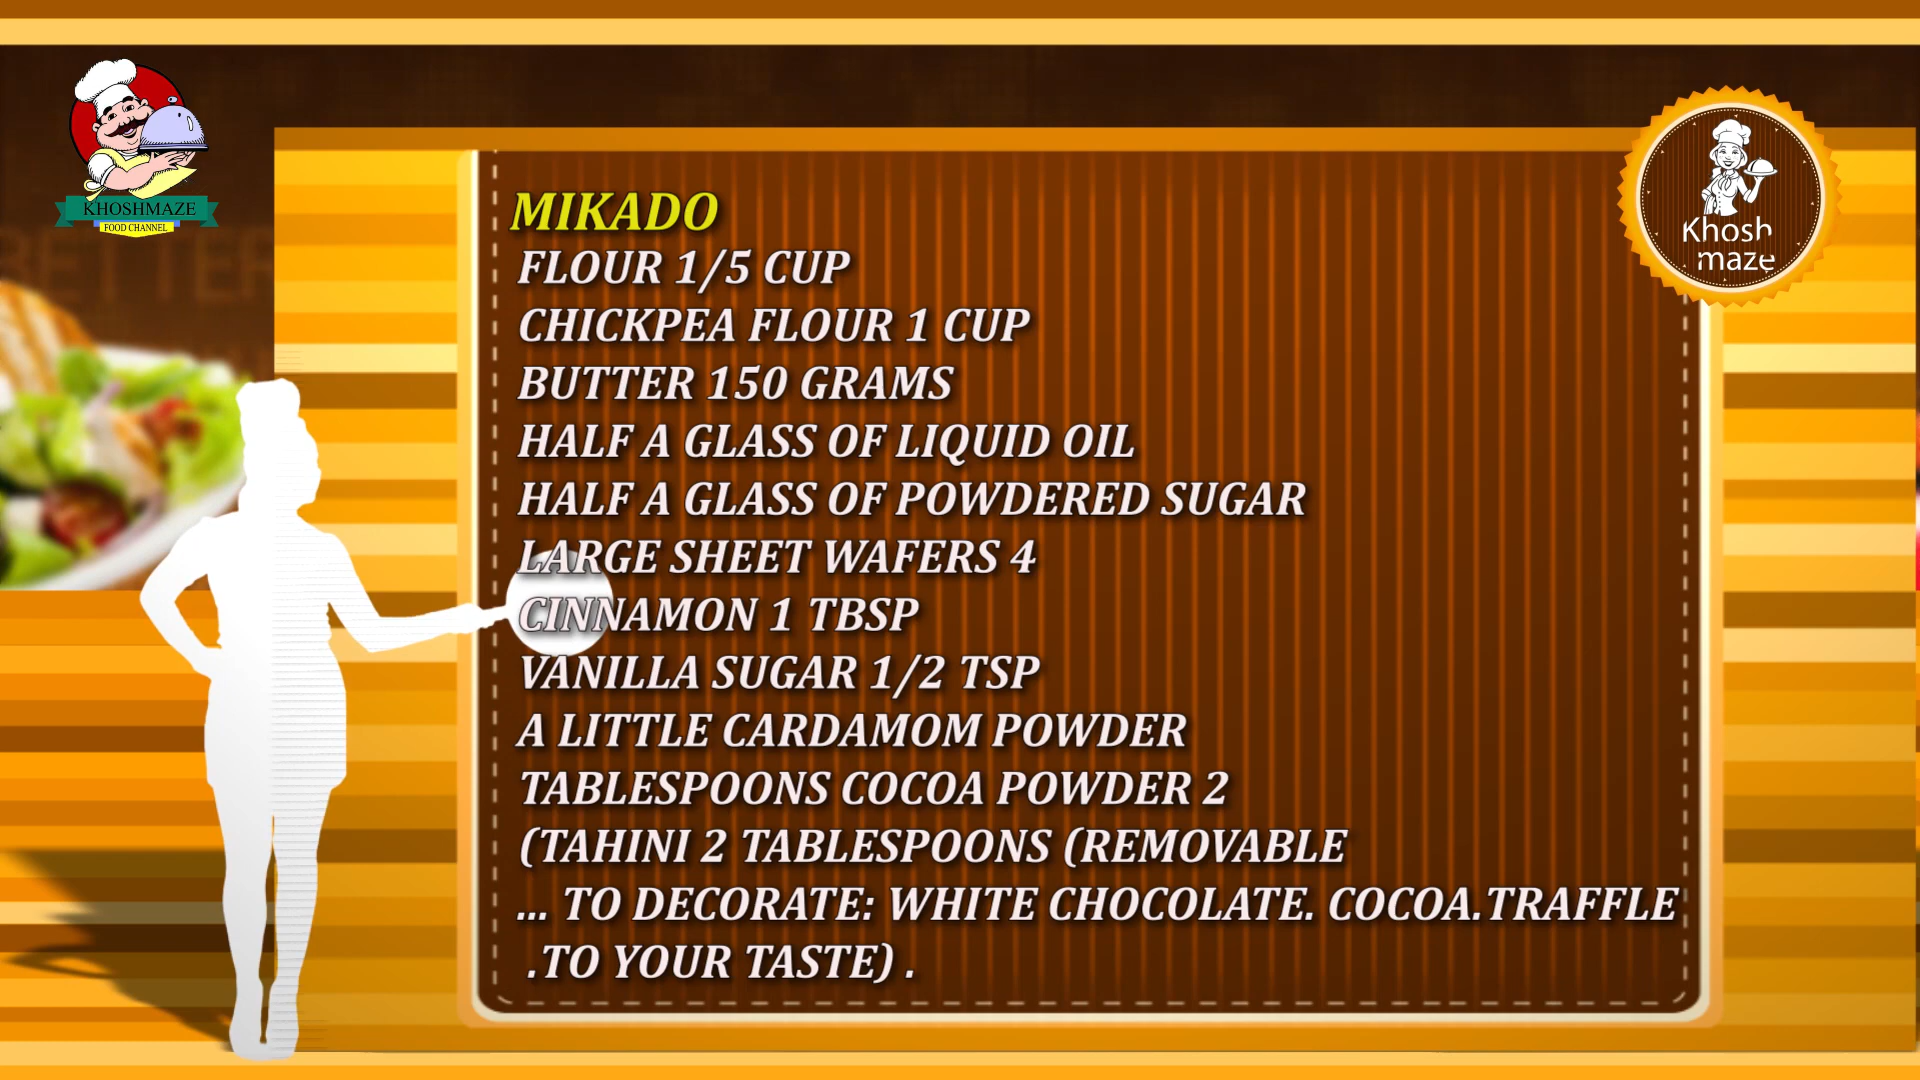 KHOSHMAZE
FOOD CHANNEL
Khosh
maze
MIKADO
FLOUR 1/5 CUP
CHICKPEA FLOUR 1 CUP
BUTTER 150 GRAMS
HALF A GLASS OF LIQUID OIL
HALF A GLASS OF POWDERED SUGAR
LARGE SHEET WAFERS 4
CINNAMON 1 TBSP
VANILLA SUGAR 1/2 TSP
A LITTLE CARDAMOM POWDER
TABLESPOONS COCOA POWDER 2
(TAHINI 2 TABLESPOONS (REMOVABLE
... TO DECORATE: WHITE CHOCOLATE. COCOA.TRAFFLE
.TO YOUR TASTE) .